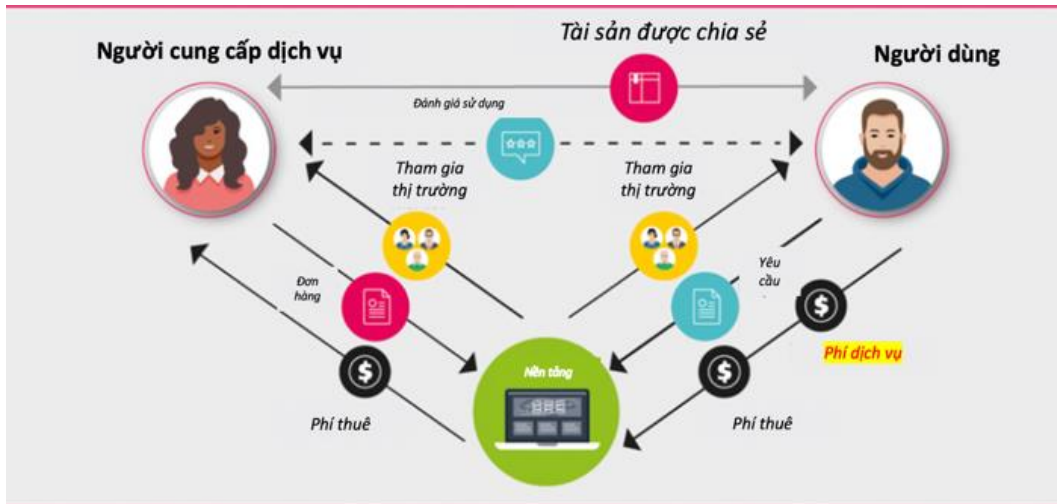 Tài sản được chia sẻ
Người cung cấp dịch vụ
Người dùng
Đánh giá sử dụng
Tham gia
thị trường
Tham gia
thị trường
Đơn
hàng
Yêu
cầu
Nền tảng
Phí dịch vụ
Phí thuê
Phí thuê